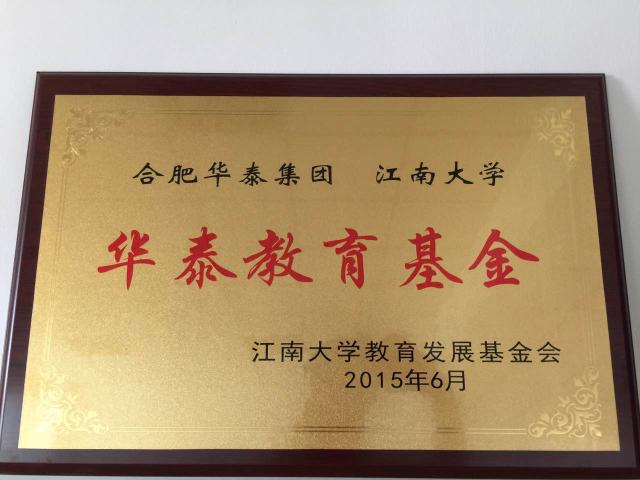 合肥华泰集团 江南大学
华泰教育基金
江南大学教育发展基金会
2015年6月